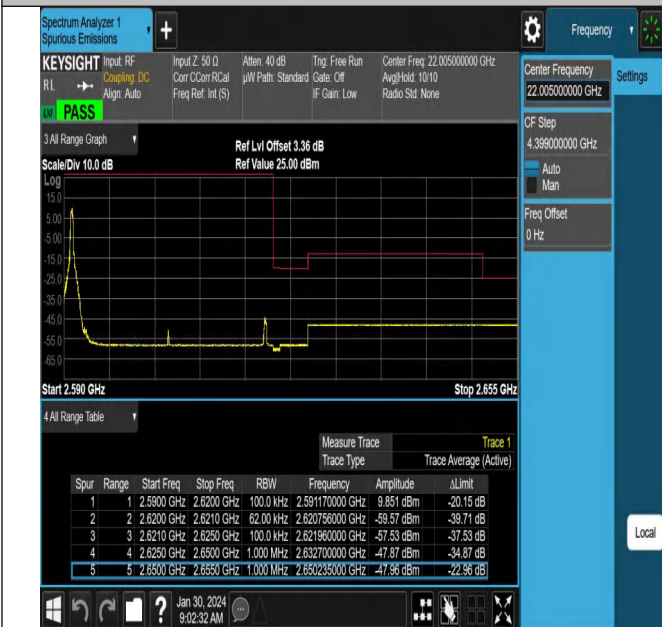 Spectrum Analyzer 1
Spurious Emissions
+
Frequency
KEYSIGHT Input: RF Input Z: 50 Ω Atten: 40 dB Trig: Free Run Center Freq: 22.005000000 GHz
R L Coupling: DC Corr CCorr RCal µW Path: Standard Gate: Off Avg|Hold: 10/10
Align: Auto Freq Ref: Int (S) IF Gain: Low Radio Std: None
PASS
Center Frequency
22.005000000 GHz
Settings
CF Step
4.399000000 GHz
Auto
Man
Freq Offset
0 Hz
Local
3 All Range Graph
Ref Lvl Offset 3.36 dB
Scale/Div 10.0 dB Ref Value 25.00 dBm
Log
15.0
5.00
-5.00
-15.0
-25.0
-35.0
-45.0
-55.0
-65.0
Start 2.590 GHz Stop 2.655 GHz
4 All Range Table
Measure Trace Trace 1
Trace Type Trace Average (Active)
Spur Range Start Freq Stop Freq RBW Frequency Amplitude ΔLimit
1 1 2.5900 GHz 2.6200 GHz 100.0 kHz 2.591170000 GHz 9.851 dBm -20.15 dB
2 2 2.6200 GHz 2.6210 GHz 62.00 kHz 2.620756000 GHz -59.57 dBm -39.71 dB
3 3 2.6210 GHz 2.6250 GHz 100.0 kHz 2.621960000 GHz -57.53 dBm -37.53 dB
4 4 2.6250 GHz 2.6500 GHz 1.000 MHz 2.632700000 GHz -47.87 dBm -34.87 dB
5 5 2.6500 GHz 2.6550 GHz 1.000 MHz 2.650235000 GHz -47.96 dBm -22.96 dB
?
Jan 30, 2024
9:02:32 AM